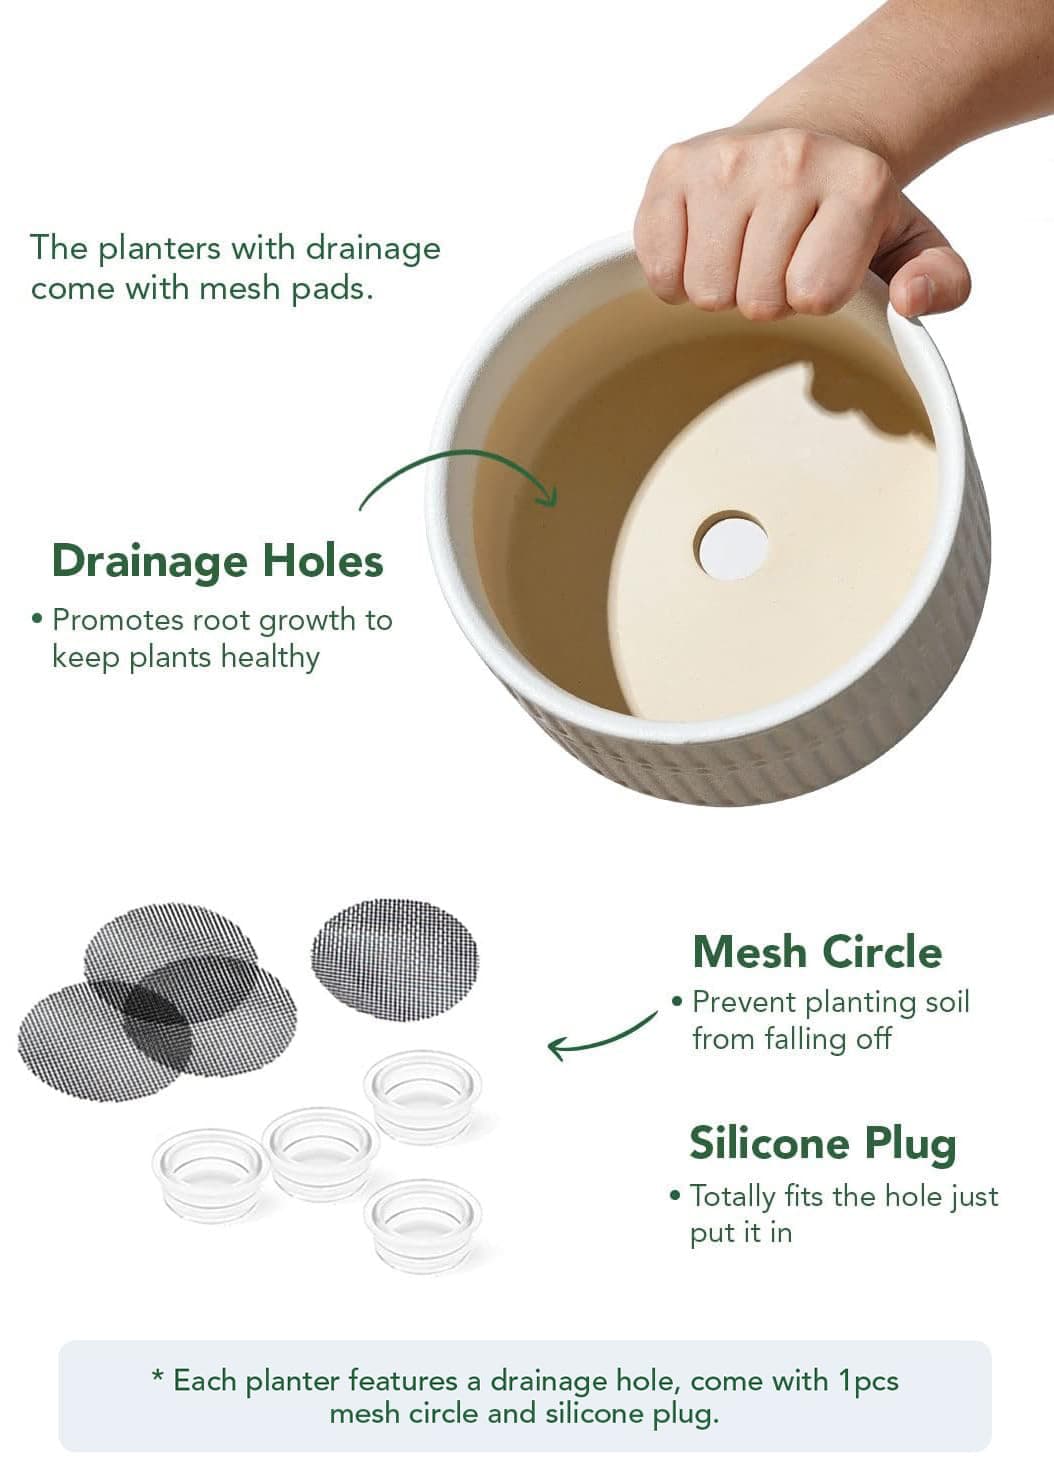 The planters with drainage
come with mesh pads.
Drainage Holes
• Promotes root growth to
keep plants healthy
Mesh Circle
• Prevent planting soil
from falling off
Silicone Plug
• Totally fits the hole just
put it in
* Each planter features a drainage hole, come with 1pcs
mesh circle and silicone plug.